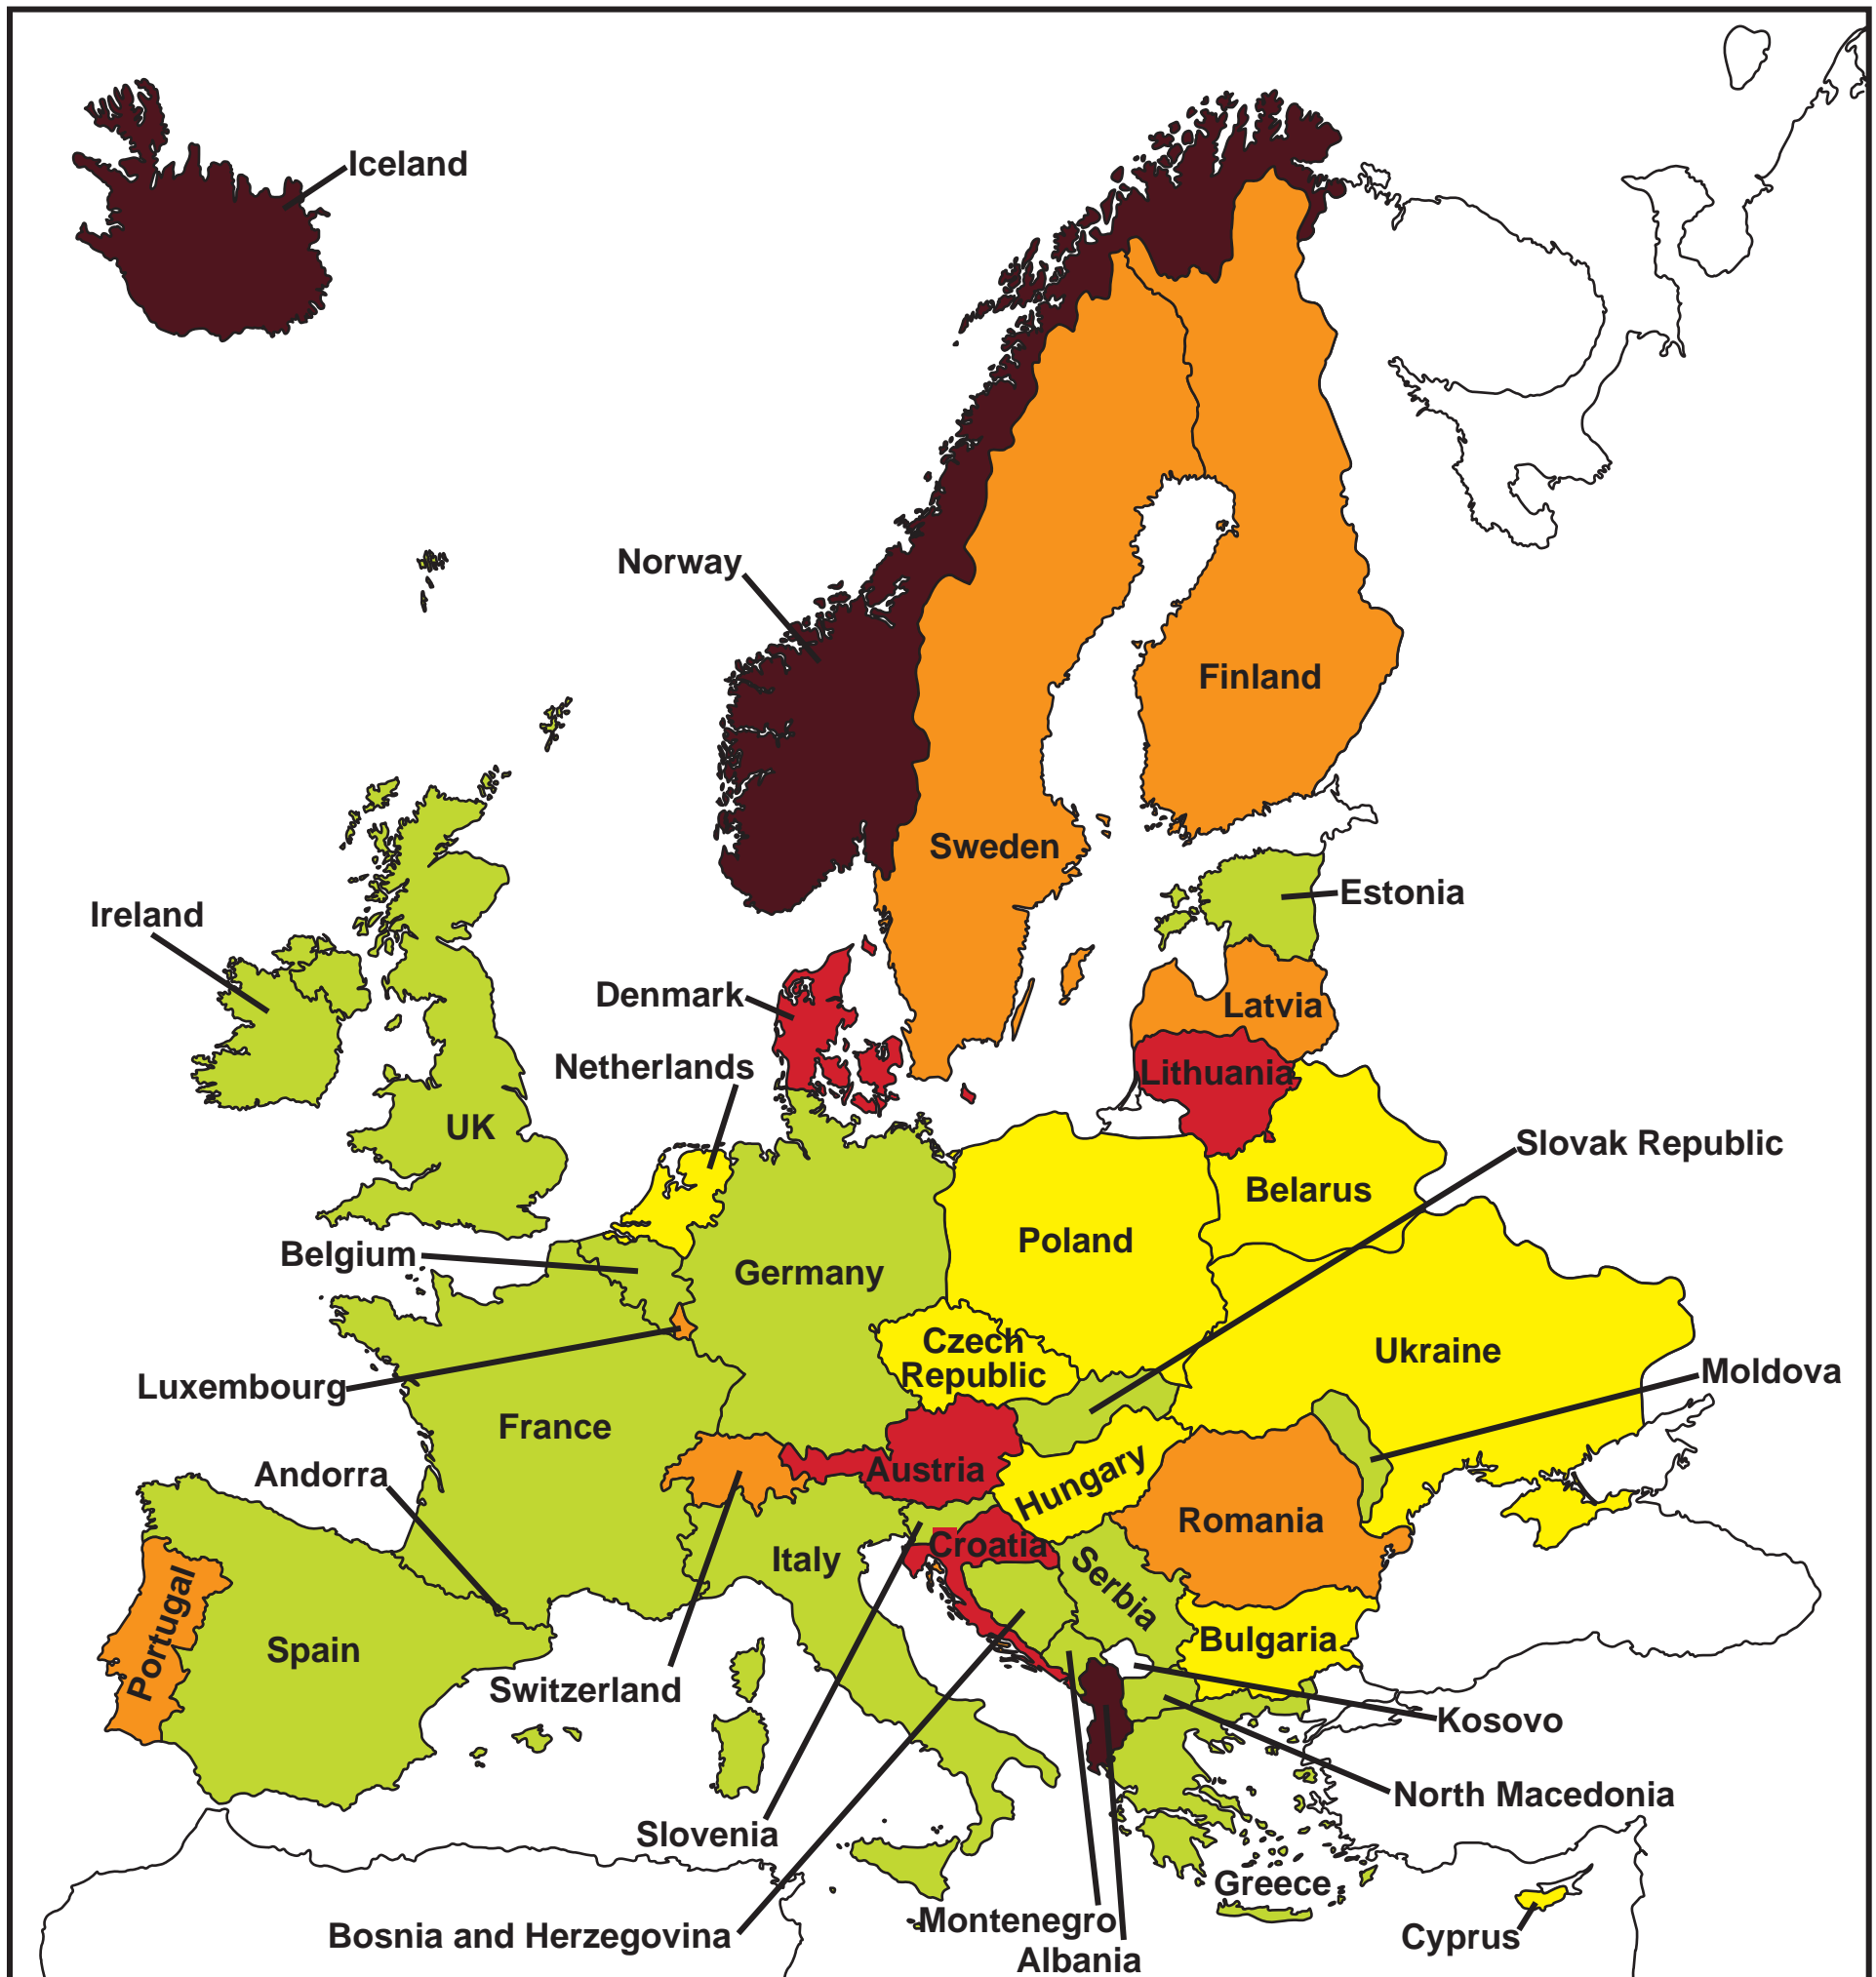 Iceland
Norway
Finland
Sweden
Estonia
Ireland
Denmark
Latvia
Netherlands
Lithuania
UK
Slovak Republic
Belarus
Belgium
Poland
Germany
Czech
Republic
Ukraine
Moldova
Luxembourg
France
Andorra
Austria
Hungary
Romania
Croatia
Italy
Serbia
Portugal
Spain
Bulgaria
Switzerland
Kosovo
North Macedonia
Slovenia
Greece
Montenegro
Bosnia and Herzegovina
Cyprus
Albania